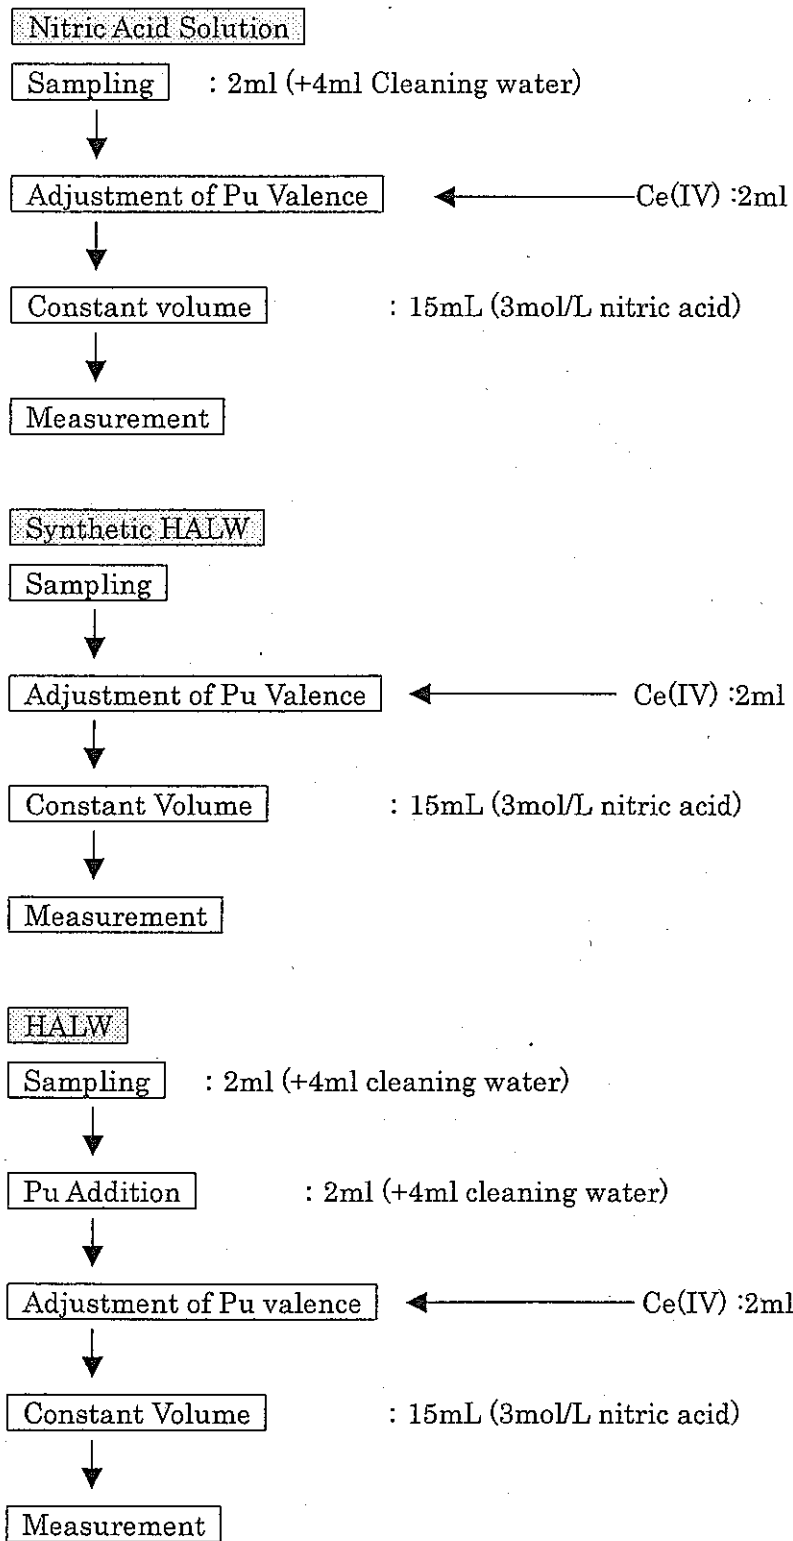 Nitric Acid Solution
Sampling : 2ml (+4ml Cleaning water)
Adjustment of Pu Valence Ce(IV) :2ml
Constant volume : 15mL (3mol/L nitric acid)
Measurement
Synthetic HALW
Sampling
Adjustment of Pu Valence Ce(IV) :2ml
Constant Volume : 15mL (3mol/L nitric acid)
Measurement
HALW
Sampling : 2ml (+4ml cleaning water)
Pu Addition : 2ml (+4ml cleaning water)
Adjustment of Pu valence Ce(IV) :2ml
Constant Volume : 15mL (3mol/L nitric acid)
Measurement